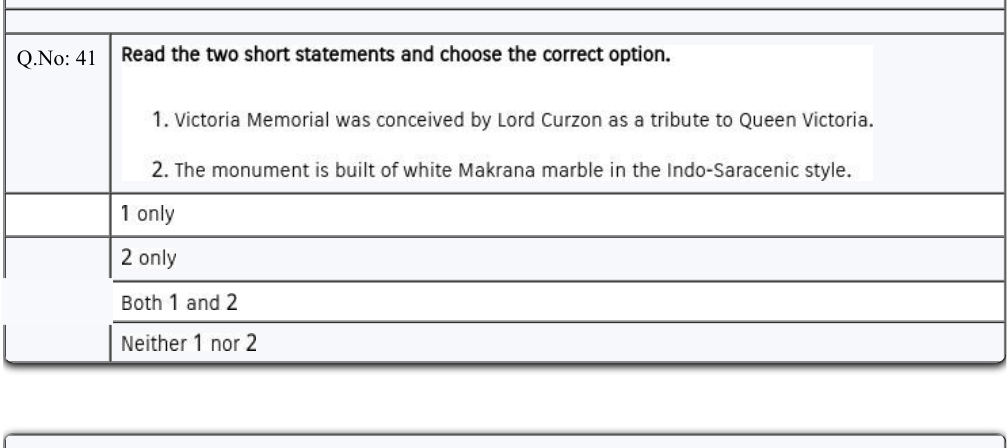 Q.No: 41
Read the two short statements and choose the correct option.
1. Victoria Memorial was conceived by Lord Curzon as a tribute to Queen Victoria.
2. The monument is built of white Makrana marble in the Indo-Saracenic style.
1 only
2 only
Both 1 and 2
Neither 1 nor 2